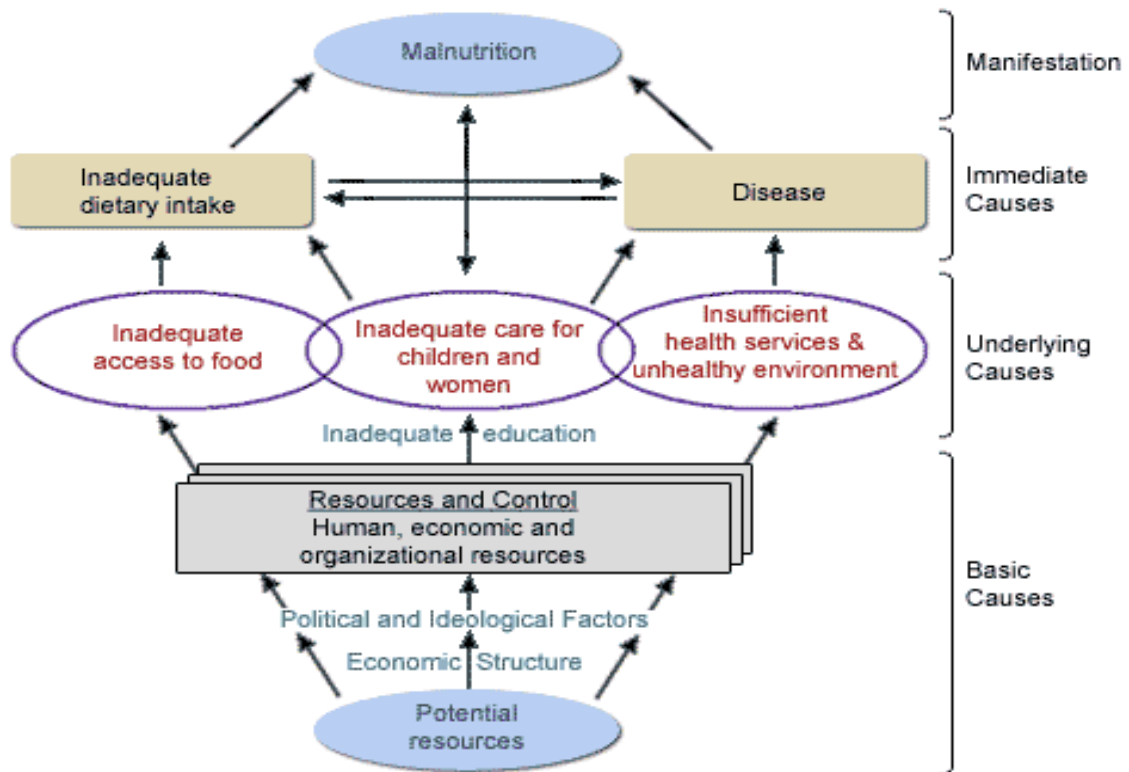 Malnutrition
Manifestation
Inadequate
dietary intake
Disease
Immediate
Causes
Inadequate
access to food
Inadequate care for
children and
women
Insufficient
health services &
unhealthy environment
Underlying
Causes
Inadequate education
Resources and Control
Human, economic and
organizational resources
Political and Ideological Factors
Economic Structure
Potential
resources
Basic
Causes